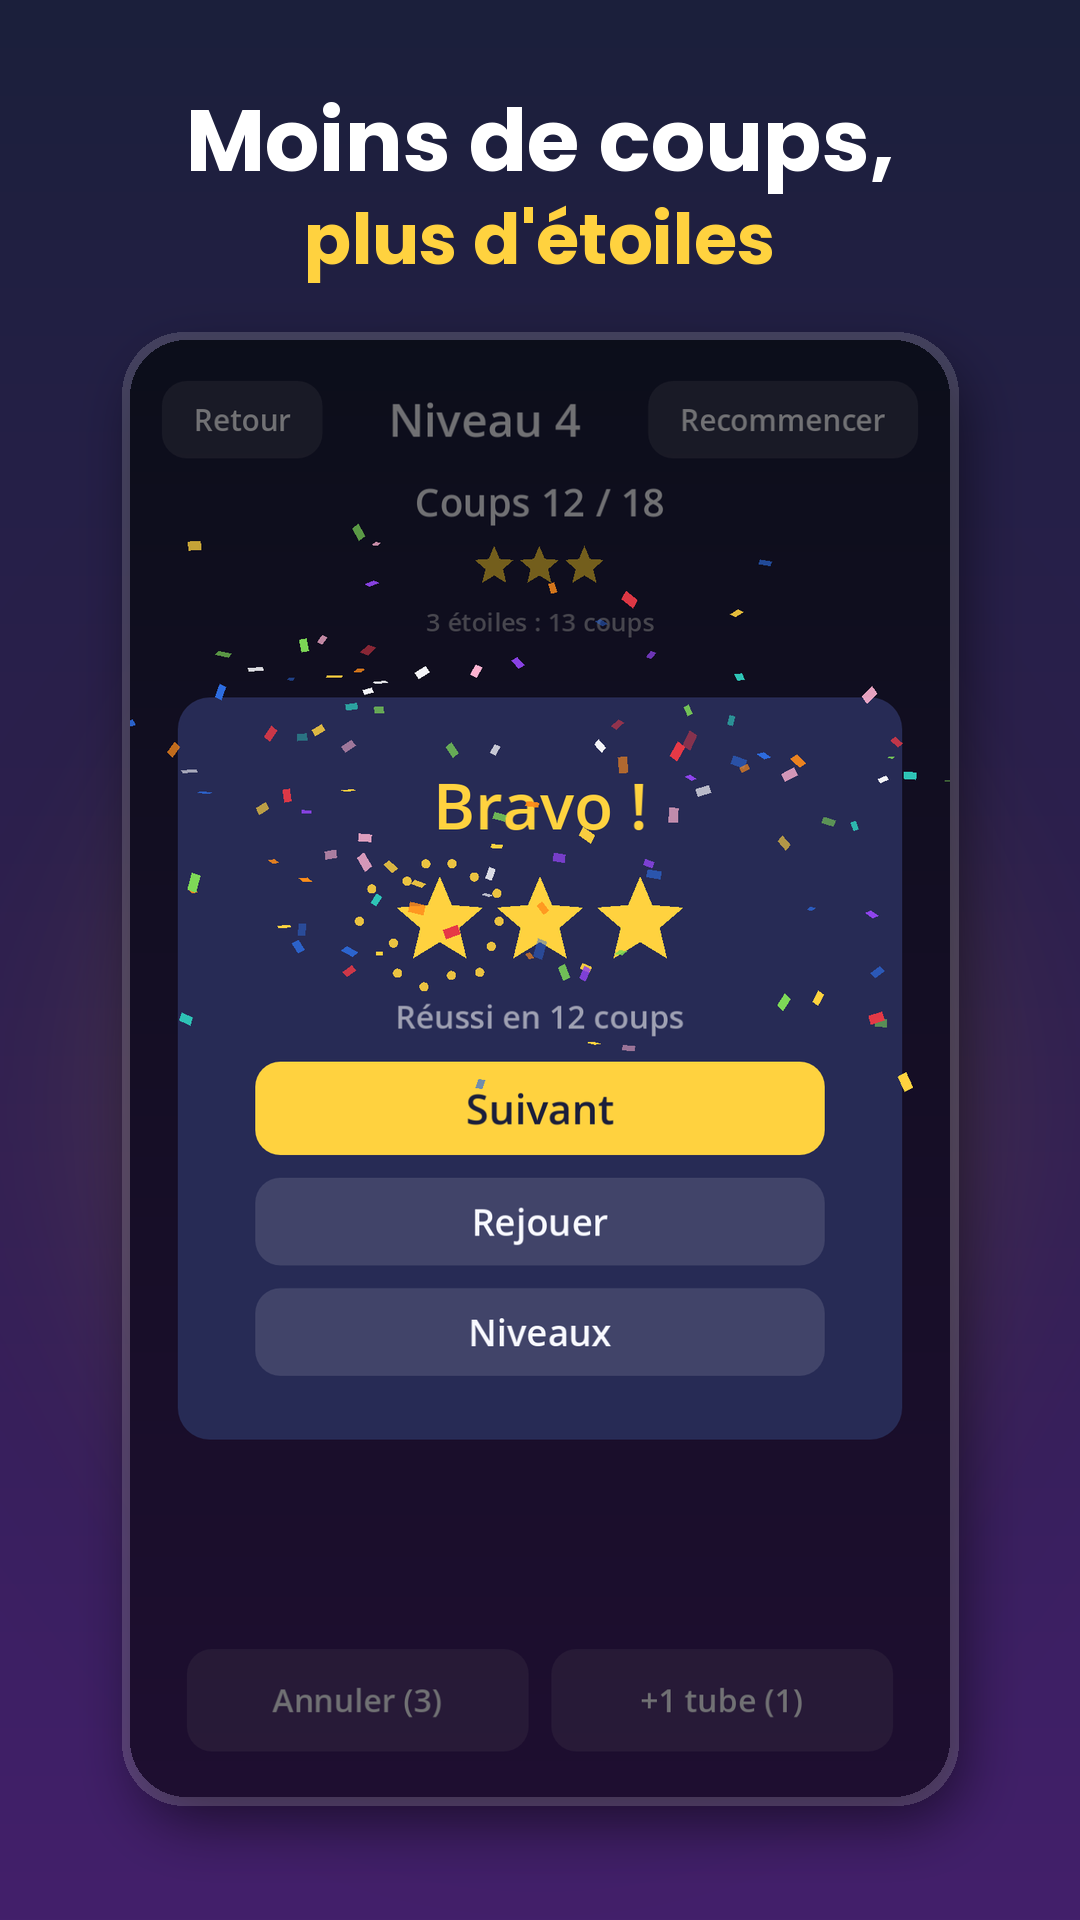 Moins de coups,
plus d'étoiles
Retour
Niveau 4
Recommencer
Coups 12 / 18
3 étoiles : 13 coups
Bravo !
Réussi en 12 coups
Suivant
Rejouer
Niveaux
Annuler (3)
+1 tube (1)